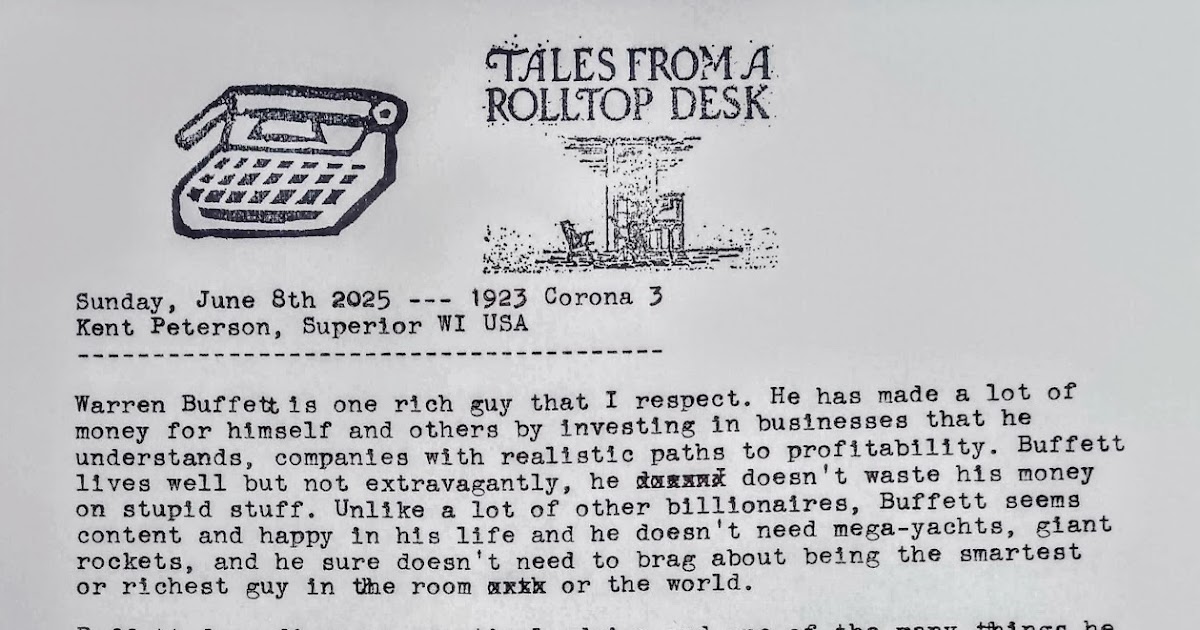 TALES FROM A
ROLLTOP DESK
Sunday, June 8th 2025 --- 1923 Corona 3
Kent Peterson, Superior WI USA
---------------------------------------
Warren Buffett is one rich guy that I respect. He has made a lot of
money for himself and others by investing in businesses that he
understands, companies with realistic paths to profitability. Buffett
lives well but not extravagantly, he doesn't waste his money
on stupid stuff. Unlike a lot of other billionaires, Buffett seems
content and happy in his life and he doesn't need mega-yachts, giant
rockets, and he sure doesn't need to brag about being the smartest
or richest guy in the room or the world.